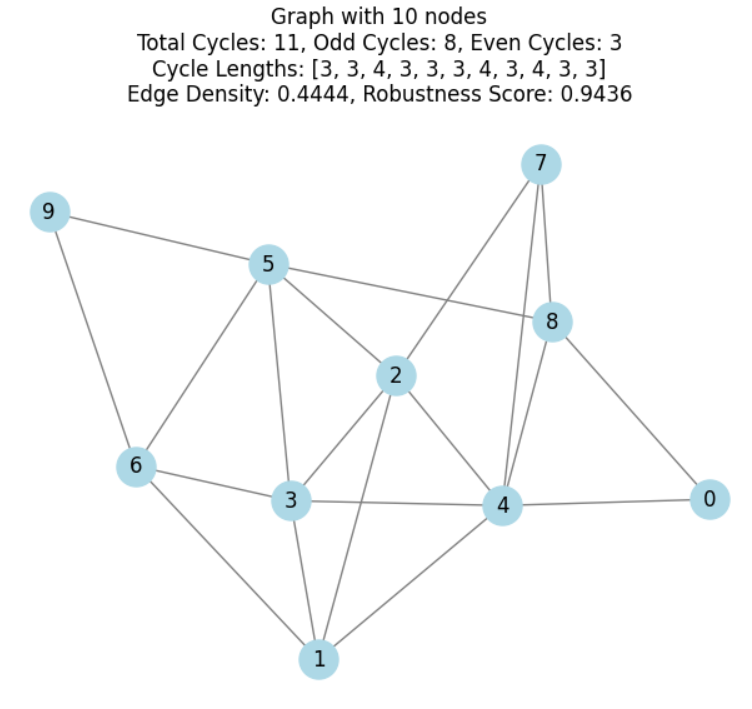 Graph with 10 nodes
Total Cycles: 11, Odd Cycles: 8, Even Cycles: 3
Cycle Lengths: [3, 3, 4, 3, 3, 3, 4, 3, 4, 3, 3]
Edge Density: 0.4444, Robustness Score: 0.9436
7
9
5
8
2
6
3
4
0
1